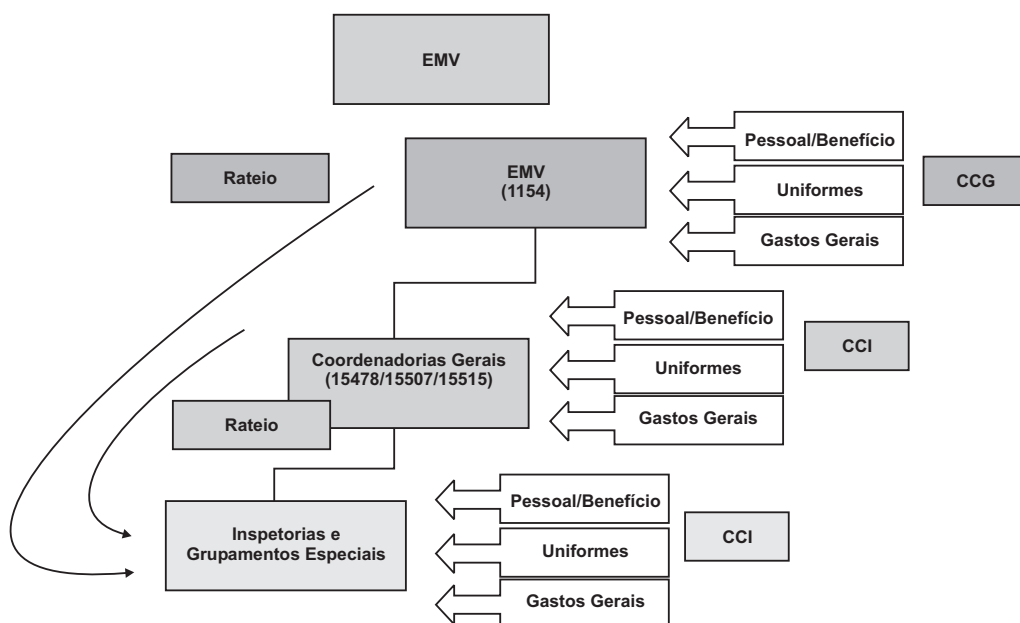 EMV
Rateio
EMV
(1154)
Pessoal/Benefício
Uniformes
Gastos Gerais
CCG
Coordenadorias Gerais
(15478/15507/15515)
Rateio
Pessoal/Benefício
Uniformes
Gastos Gerais
CCI
Inspetorias e
Grupamentos Especiais
Pessoal/Benefício
Uniformes
Gastos Gerais
CCI